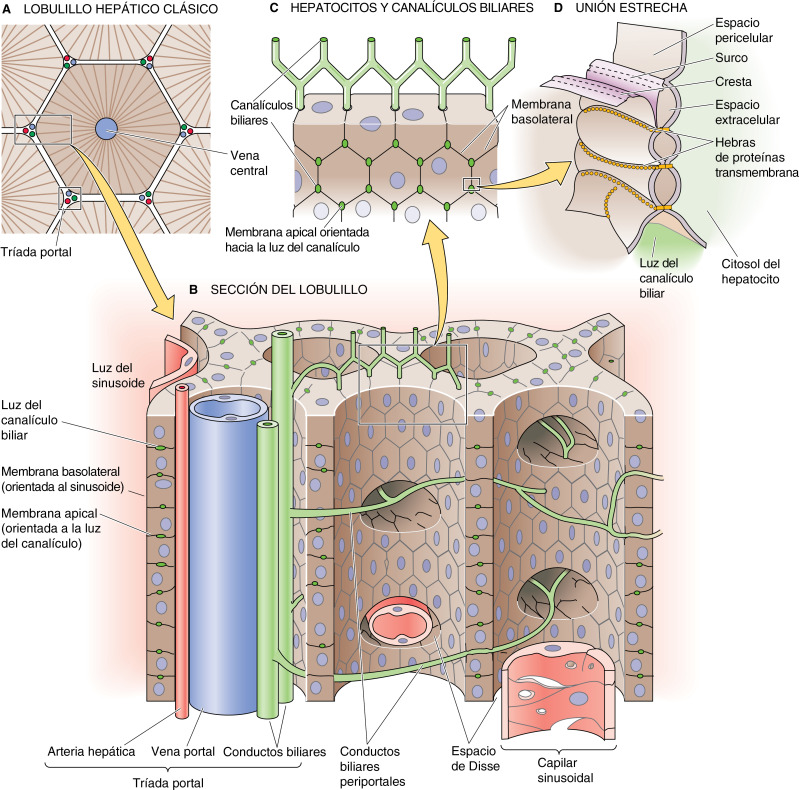 A LOBULILLO HEPÁTICO CLÁSICO
Vena
central
Tríada portal
C HEPATOCITOS Y CANALÍCULOS BILIARES
Canalículos
biliares
Membrana
basolateral
Membrana apical orientada
hacia la luz del canalículo
D UNIÓN ESTRECHA
Espacio
pericelular
Surco
Cresta
Espacio
extracelular
Hebras
de proteínas
transmembrana
Luz del
canalículo
biliar
Citosol del
hepatocito
B SECCIÓN DEL LOBULILLO
Luz del
sinusoide
Luz del
canalículo
biliar
Membrana basolateral
(orientada al sinusoide)
Membrana apical
(orientada a la luz
del canalículo)
Arteria hepática
Vena portal
Conductos biliares
Tríada portal
Conductos
biliares
periportales
Espacio
de Disse
Capilar
sinusoidal